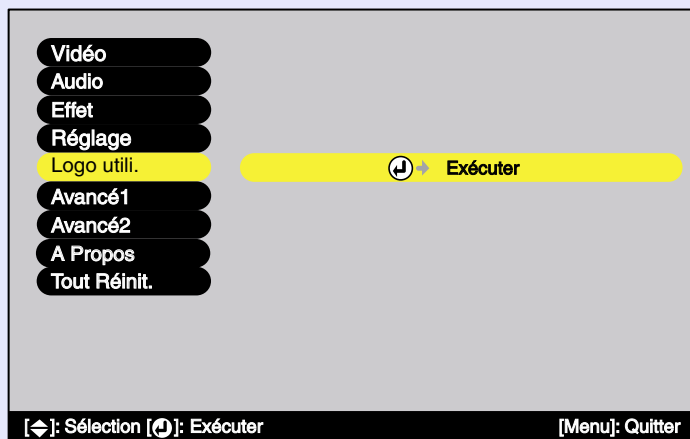 Vidéo
Audio
Effet
Réglage
Logo utili.
Exécuter
Avancé1
Avancé2
A Propos
Tout Réinit.
[]: Sélection []: Exécuter
[Menu]: Quitter